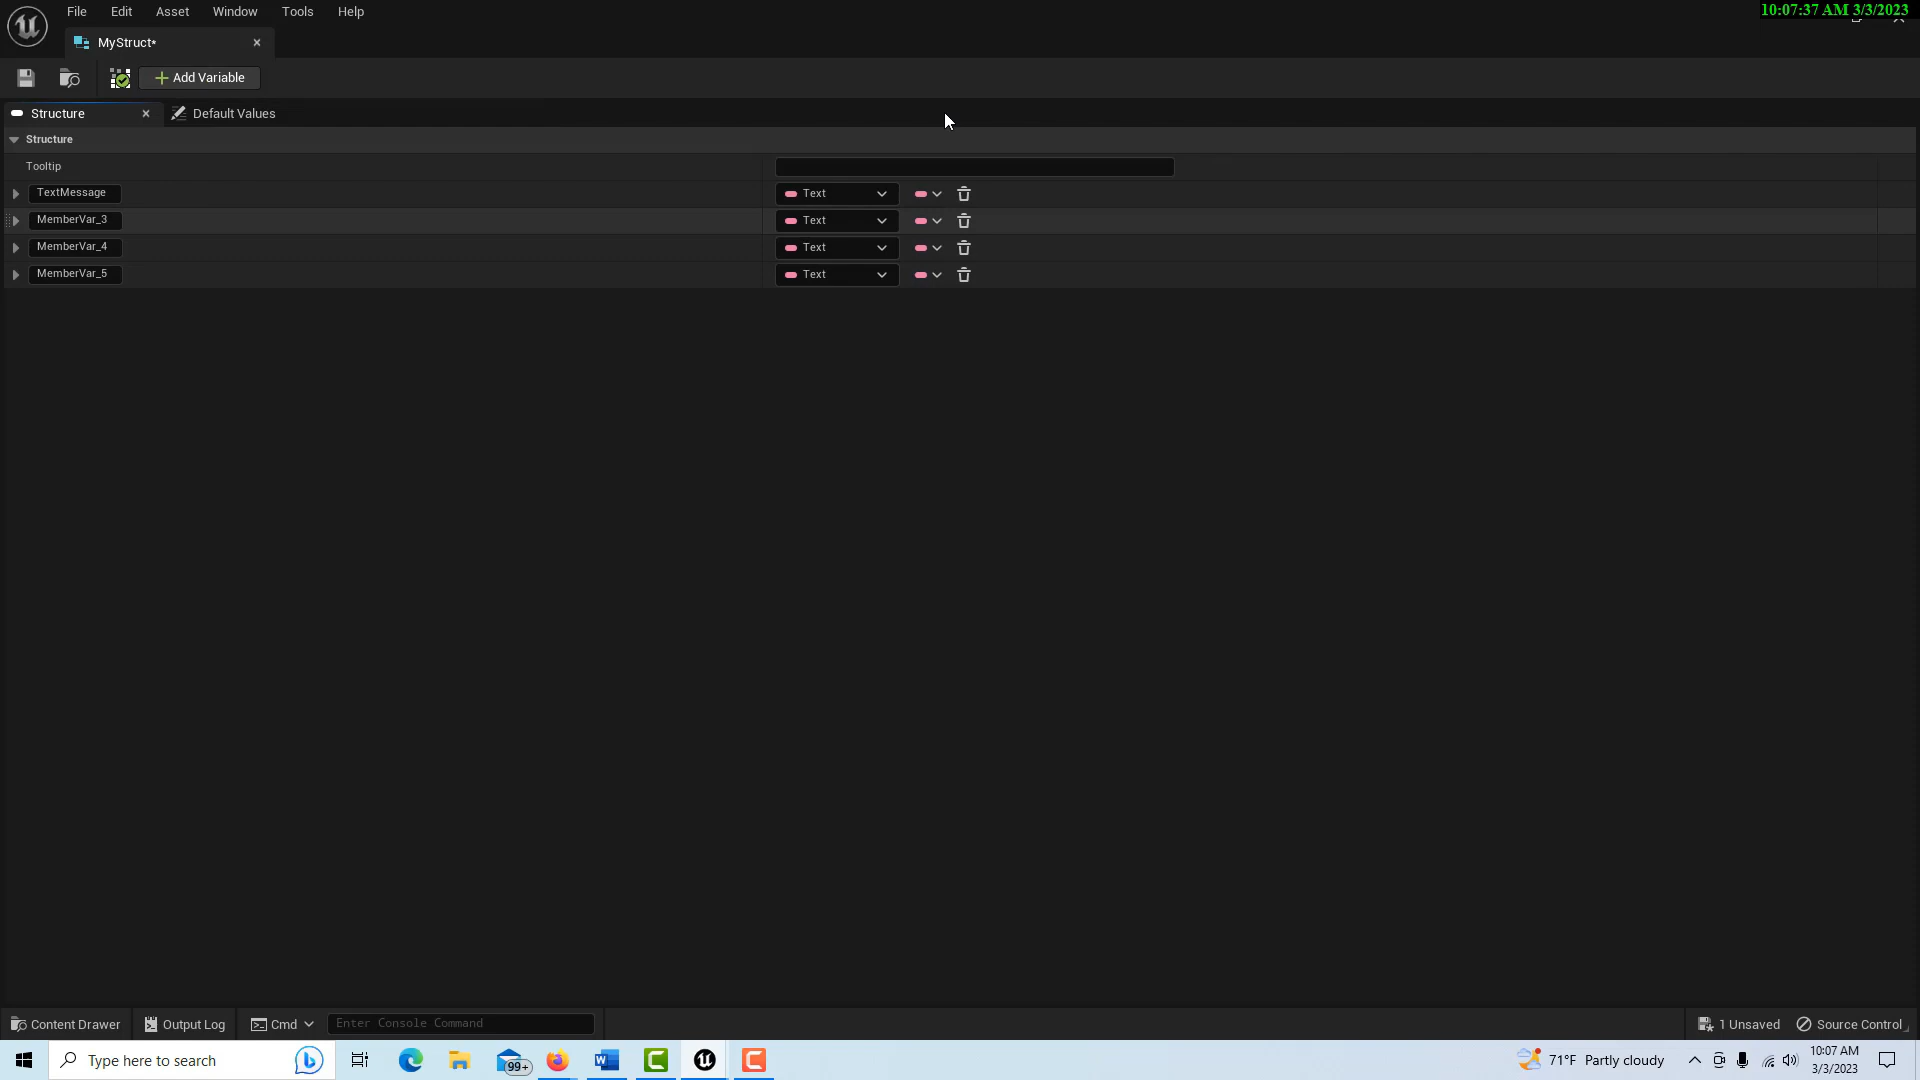 File Edit Asset Window Tools Help
10:07:37 AM 3/3/2023
MyStruct*
Add Variable
Structure
Default Values
Structure
Tooltip
TextMessage Text
MemberVar_3 Text
MemberVar_4 Text
MemberVar_5 Text
Content Drawer Output Log Cmd Enter Console Command 1 Unsaved Source Control
Type here to search
99+
71°F Partly cloudy
10:07 AM
3/3/2023